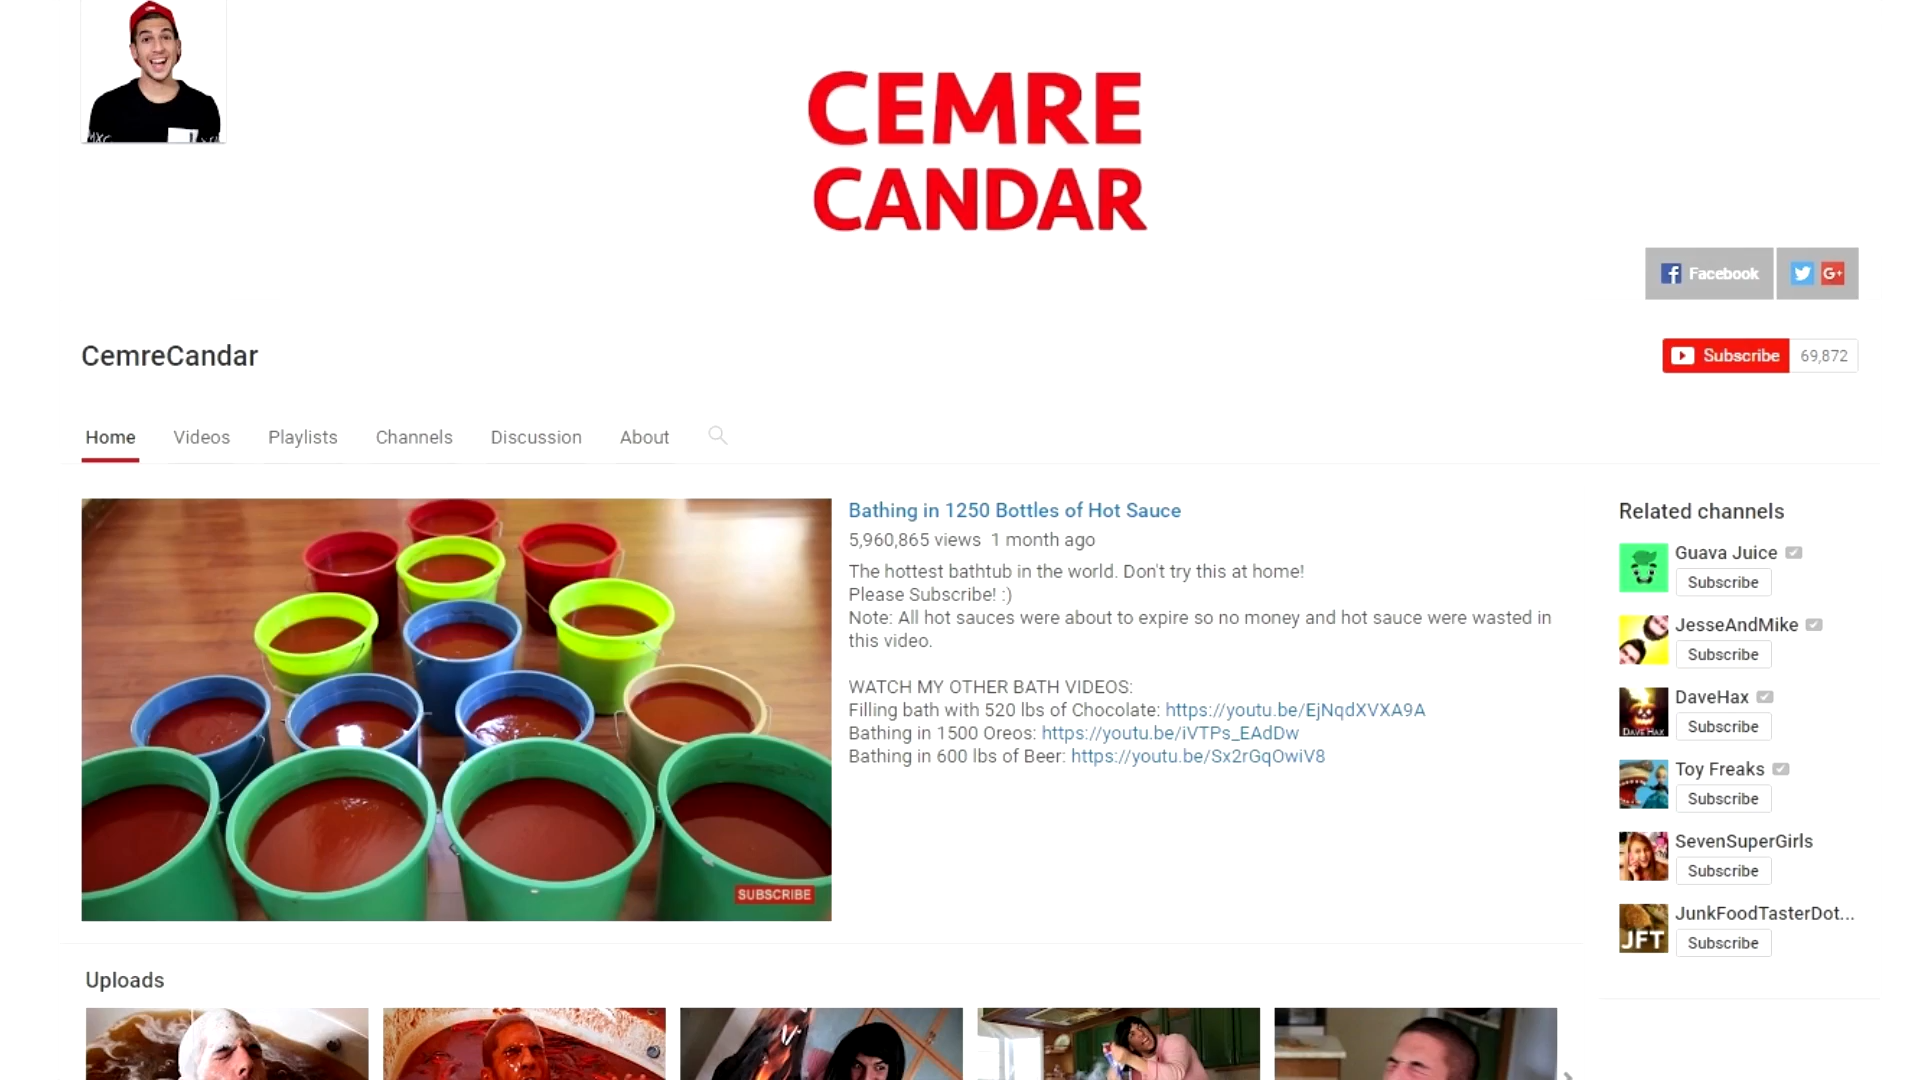 CEMRE
CANDAR
Facebook
CemreCandar
Subscribe 69,872
Home Videos Playlists Channels Discussion About
Bathing in 1250 Bottles of Hot Sauce
5,960,865 views 1 month ago
The hottest bathtub in the world. Don't try this at home!
Please Subscribe! :)
Note: All hot sauces were about to expire so no money and hot sauce were wasted in
this video.
WATCH MY OTHER BATH VIDEOS:
Filling bath with 520 lbs of Chocolate: https://youtu.be/EjNqdXVXA9A
Bathing in 1500 Oreos: https://youtu.be/iVTPs_EAdDw
Bathing in 600 lbs of Beer: https://youtu.be/Sx2rGqOwiV8
SUBSCRIBE
Related channels
Guava Juice
Subscribe
JesseAndMike
Subscribe
DaveHax
Subscribe
DAVE HAX
Toy Freaks
Subscribe
SevenSuperGirls
Subscribe
JunkFoodTasterDot...
Subscribe
JFT
Uploads